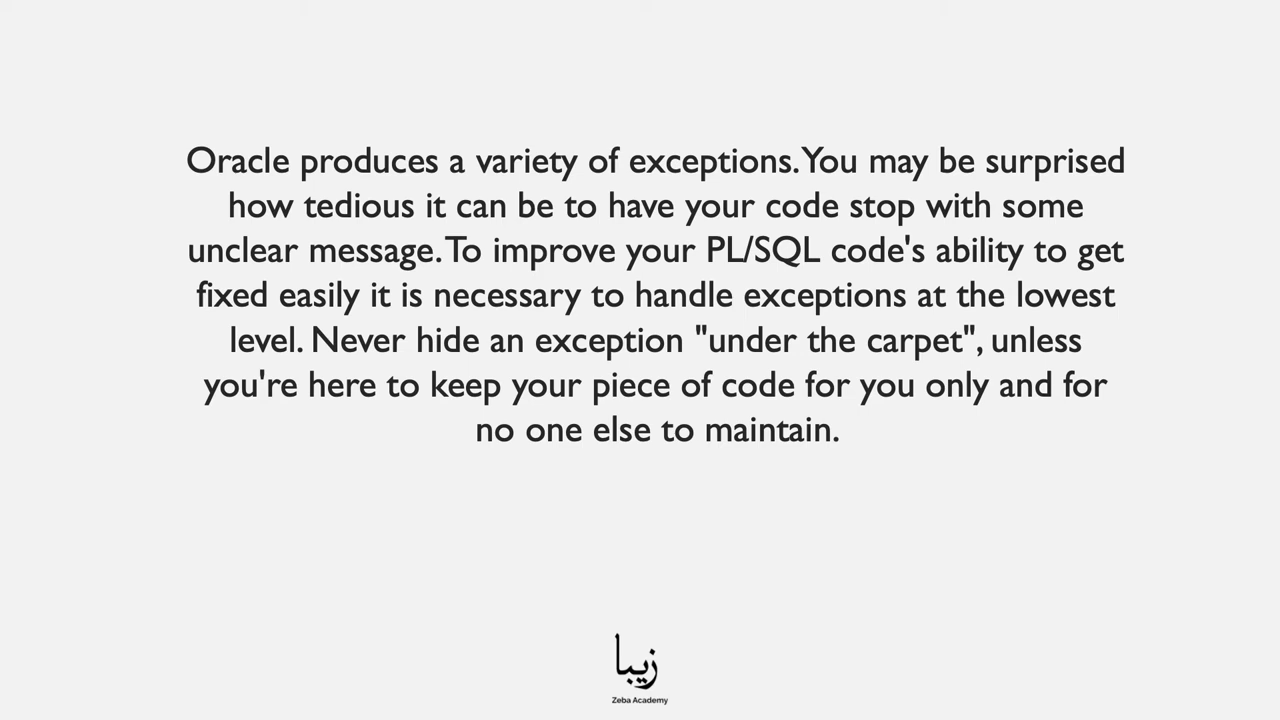 Oracle produces a variety of exceptions. You may be surprised
how tedious it can be to have your code stop with some
unclear message. To improve your PL/SQL code's ability to get
fixed easily it is necessary to handle exceptions at the lowest
level. Never hide an exception "under the carpet", unless
you're here to keep your piece of code for you only and for
no one else to maintain.
زیبا
Zeba Academy